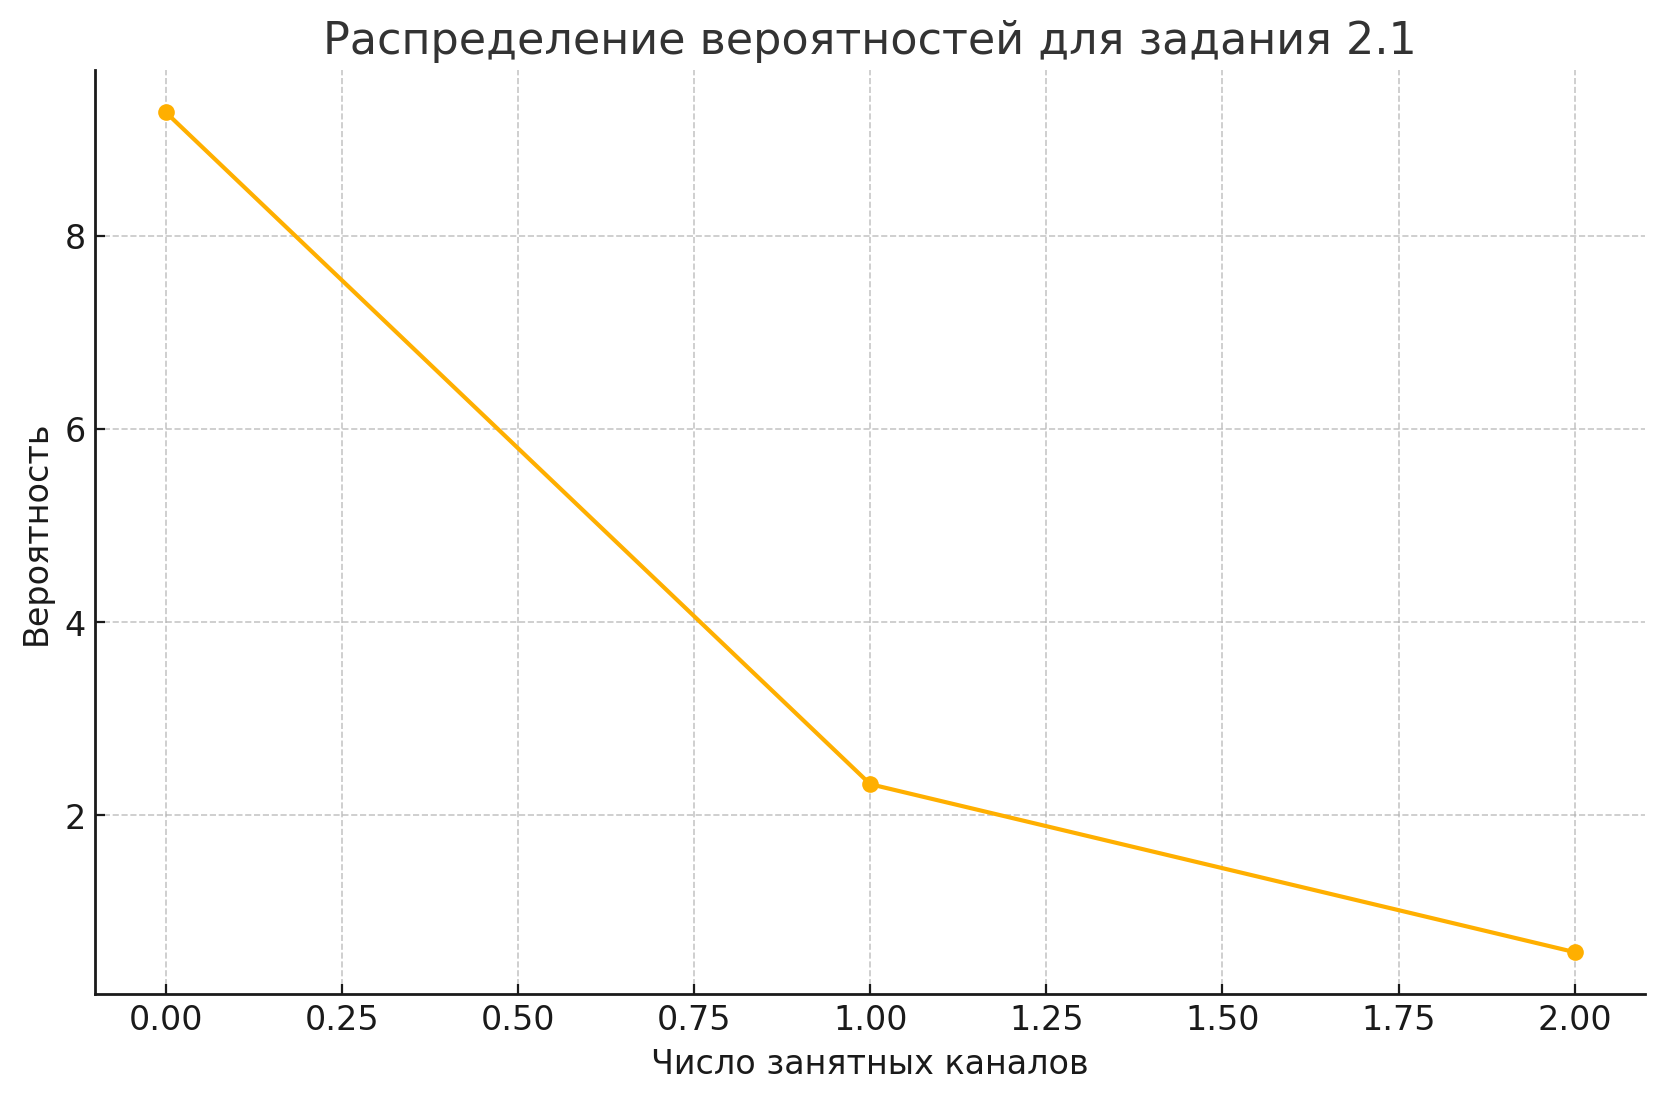 Распределение вероятностей для задания 2.1
8
6
4
2
Вероятность
0.00 0.25 0.50 0.75 1.00 1.25 1.50 1.75 2.00
Число занятных каналов